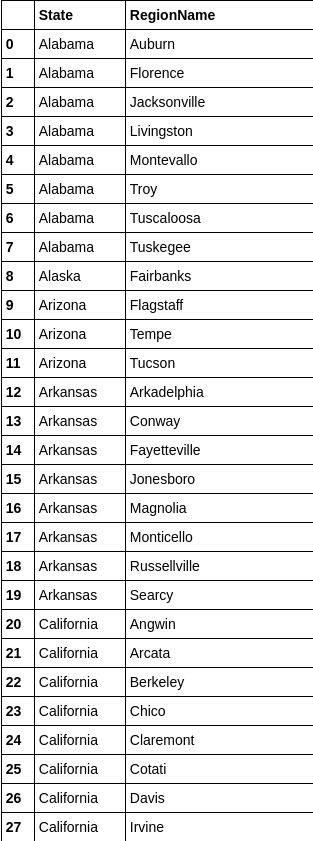 State RegionName
0 Alabama Auburn
1 Alabama Florence
2 Alabama Jacksonville
3 Alabama Livingston
4 Alabama Montevallo
5 Alabama Troy
6 Alabama Tuscaloosa
7 Alabama Tuskegee
8 Alaska Fairbanks
9 Arizona Flagstaff
10 Arizona Tempe
11 Arizona Tucson
12 Arkansas Arkadelphia
13 Arkansas Conway
14 Arkansas Fayetteville
15 Arkansas Jonesboro
16 Arkansas Magnolia
17 Arkansas Monticello
18 Arkansas Russellville
19 Arkansas Searcy
20 California Angwin
21 California Arcata
22 California Berkeley
23 California Chico
24 California Claremont
25 California Cotati
26 California Davis
27 California Irvine